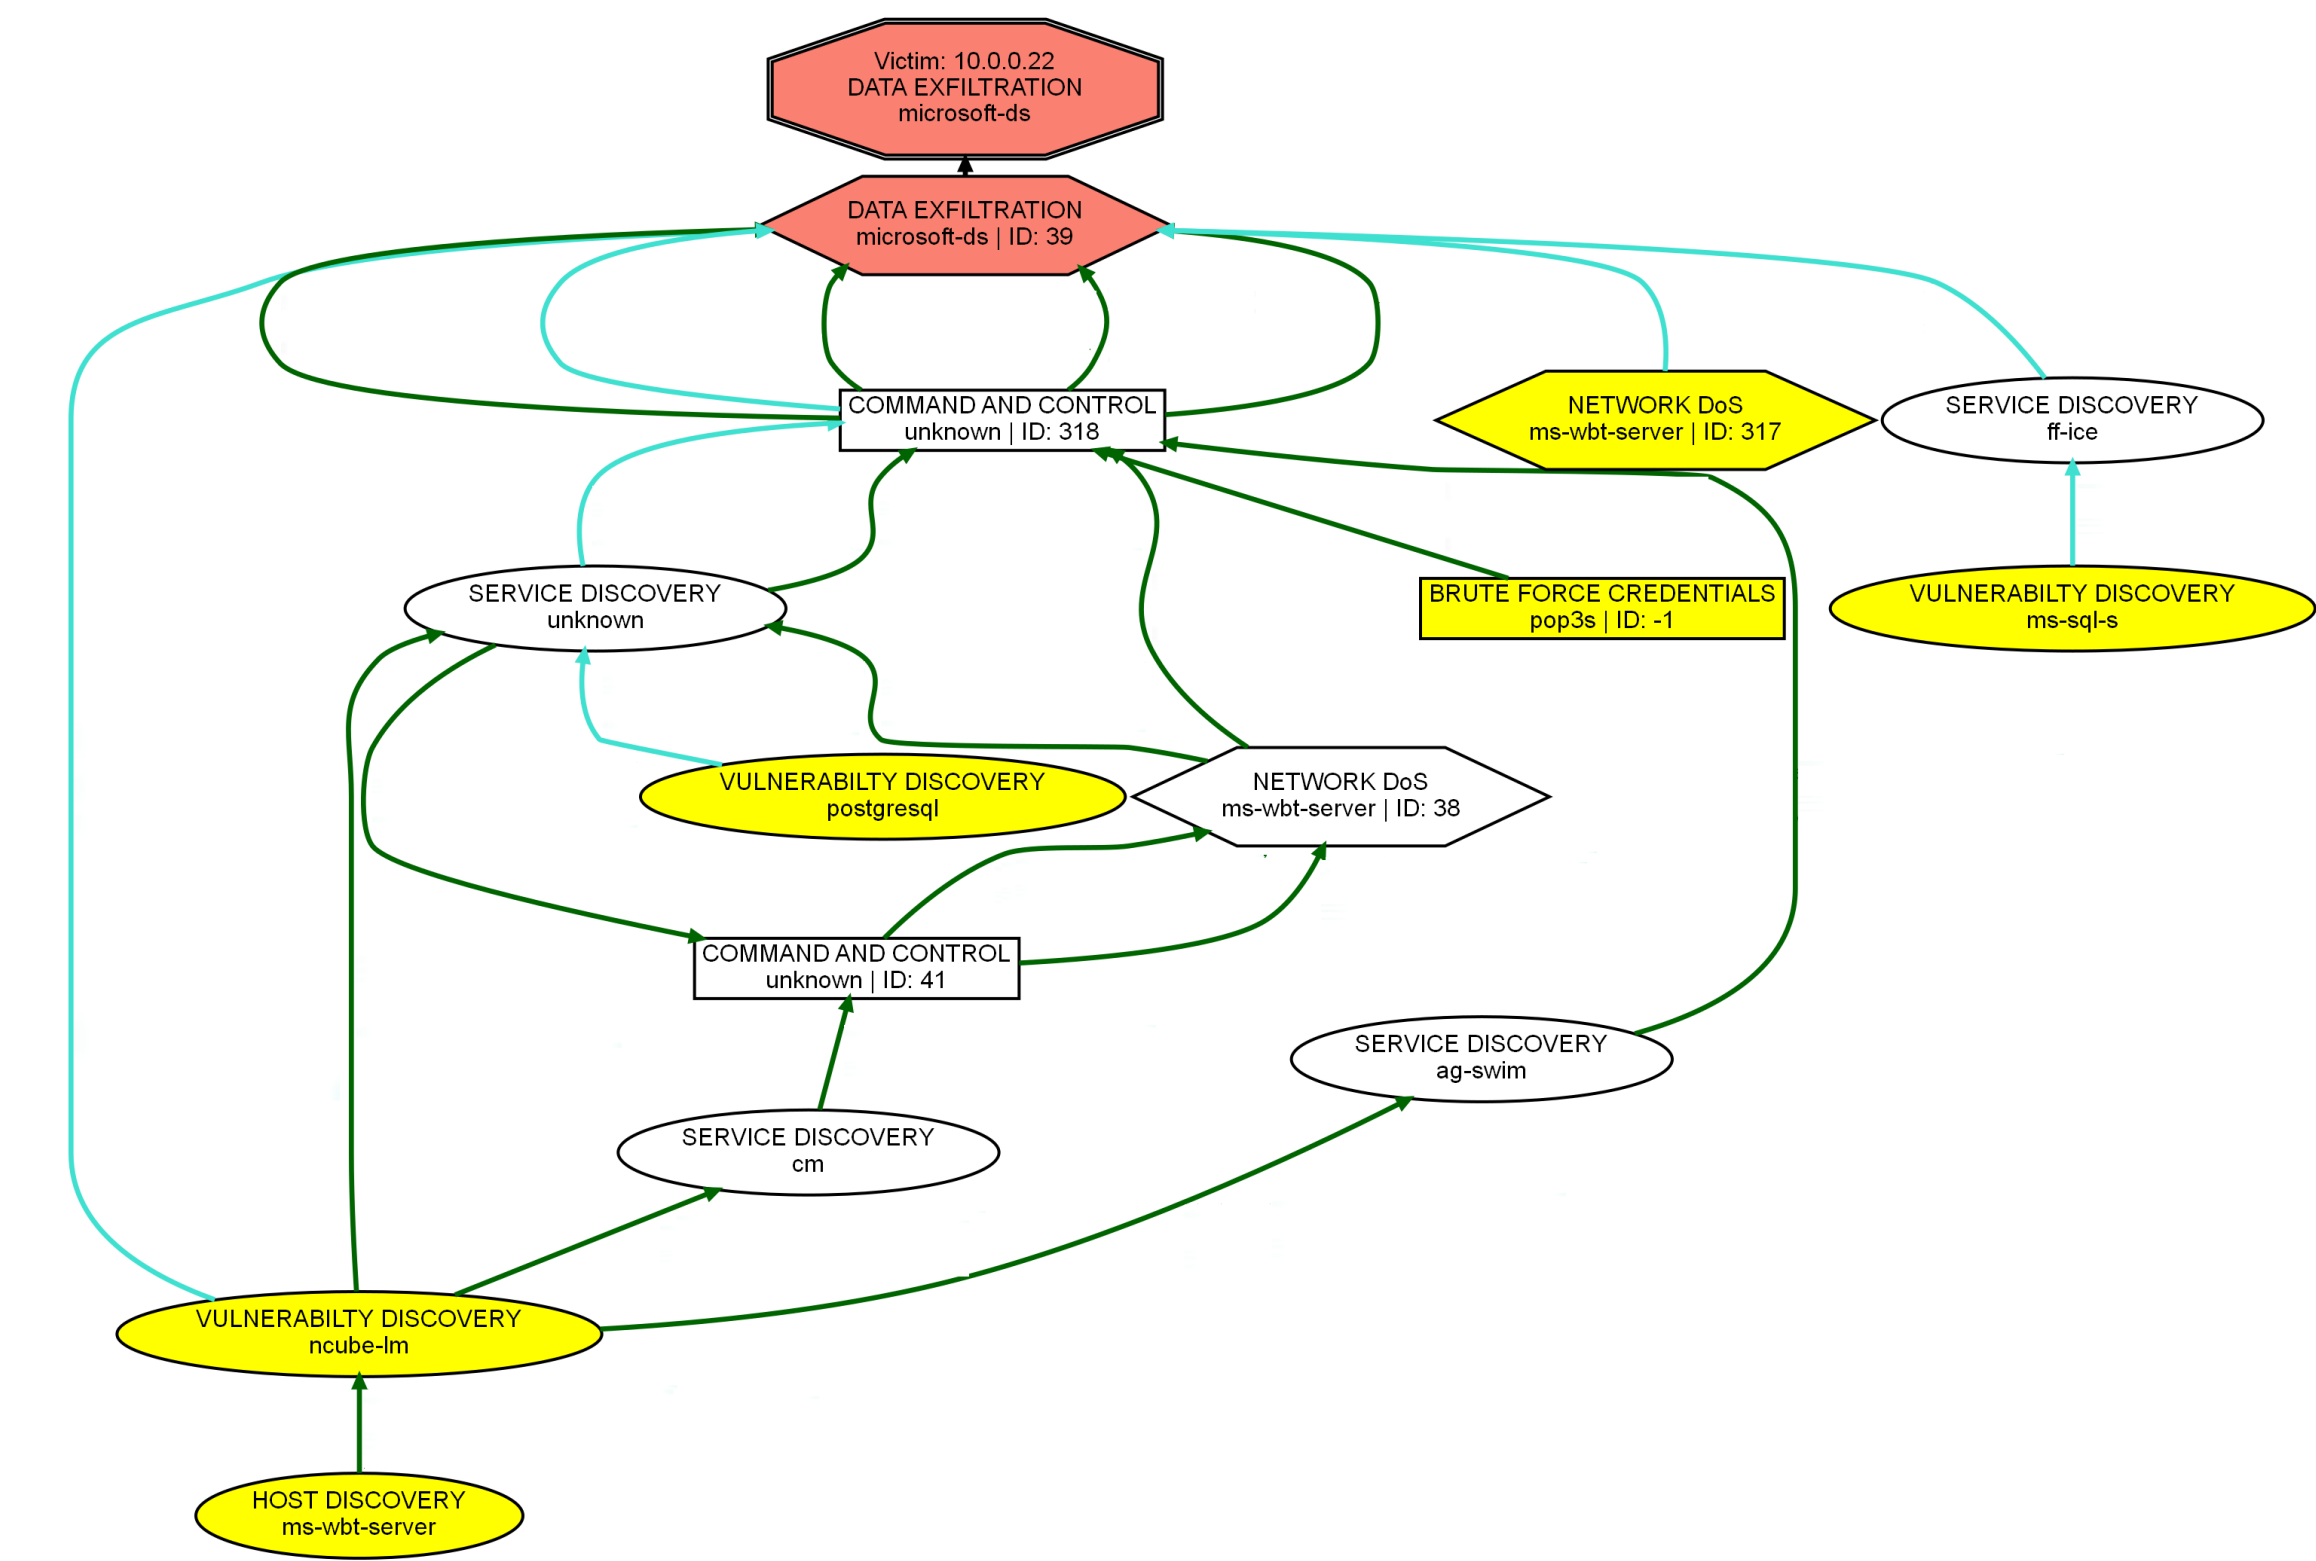 Victim: 10.0.0.22
DATA EXFILTRATION
microsoft-ds
DATA EXFILTRATION
microsoft-ds | ID: 39
COMMAND AND CONTROL
unknown | ID: 318
NETWORK DoS
ms-wbt-server | ID: 317
SERVICE DISCOVERY
ff-ice
SERVICE DISCOVERY
unknown
BRUTE FORCE CREDENTIALS
pop3s | ID: -1
VULNERABILTY DISCOVERY
ms-sql-s
VULNERABILTY DISCOVERY
postgresql
NETWORK DoS
ms-wbt-server | ID: 38
COMMAND AND CONTROL
unknown | ID: 41
SERVICE DISCOVERY
ag-swim
SERVICE DISCOVERY
cm
VULNERABILTY DISCOVERY
ncube-lm
HOST DISCOVERY
ms-wbt-server